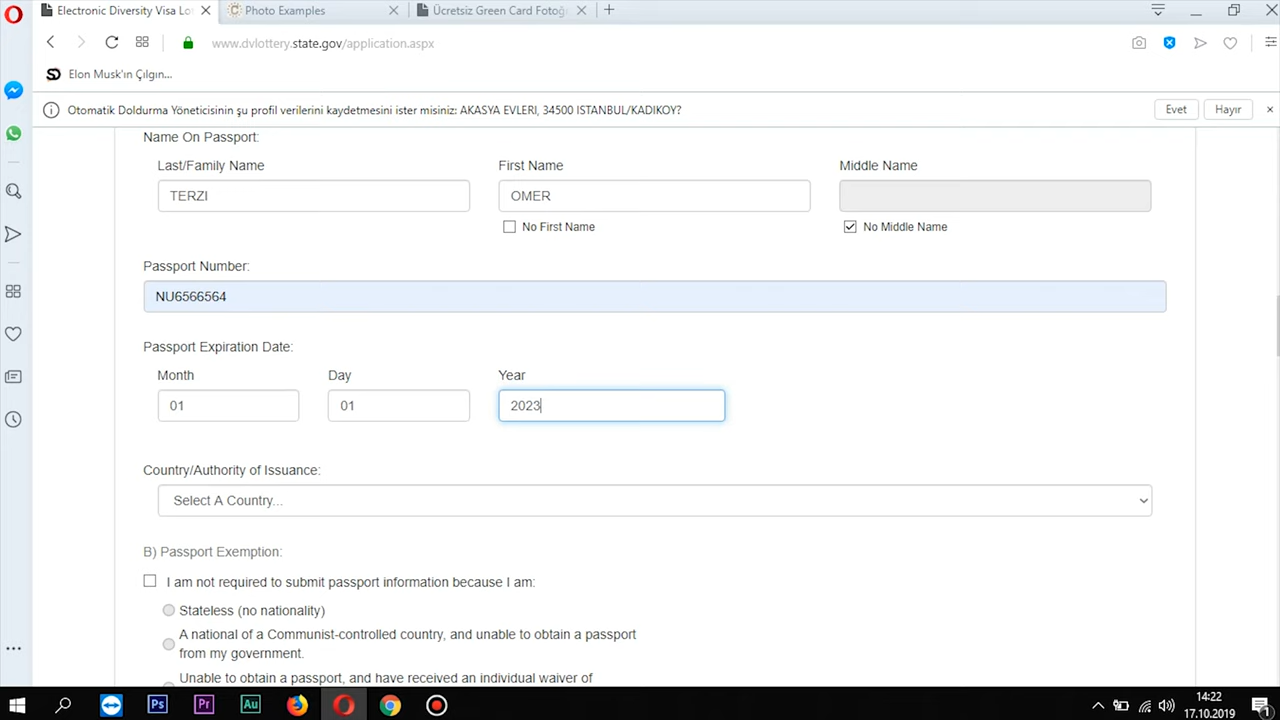 Electronic Diversity Visa Lo
Photo Examples
Ücretsiz Green Card Fotoğ
www.dvlottery.state.gov/application.aspx
Elon Musk'ın Çılgın...
Otomatik Doldurma Yöneticisinin şu profil verilerini kaydetmesini ister misiniz: AKASYA EVLERI, 34500 ISTANBUL/KADIKOY?
Evet
Hayır
Name On Passport:
Last/Family Name
First Name
Middle Name
TERZI
OMER
No First Name
No Middle Name
Passport Number:
NU6566564
Passport Expiration Date:
Month
Day
Year
01
01
2023
Country/Authority of Issuance:
Select A Country...
B) Passport Exemption:
I am not required to submit passport information because I am:
Stateless (no nationality)
A national of a Communist-controlled country, and unable to obtain a passport
from my government.
Unable to obtain a passport, and have received an individual waiver of
Ps
Pr
Au
14:22
17.10.2019
1